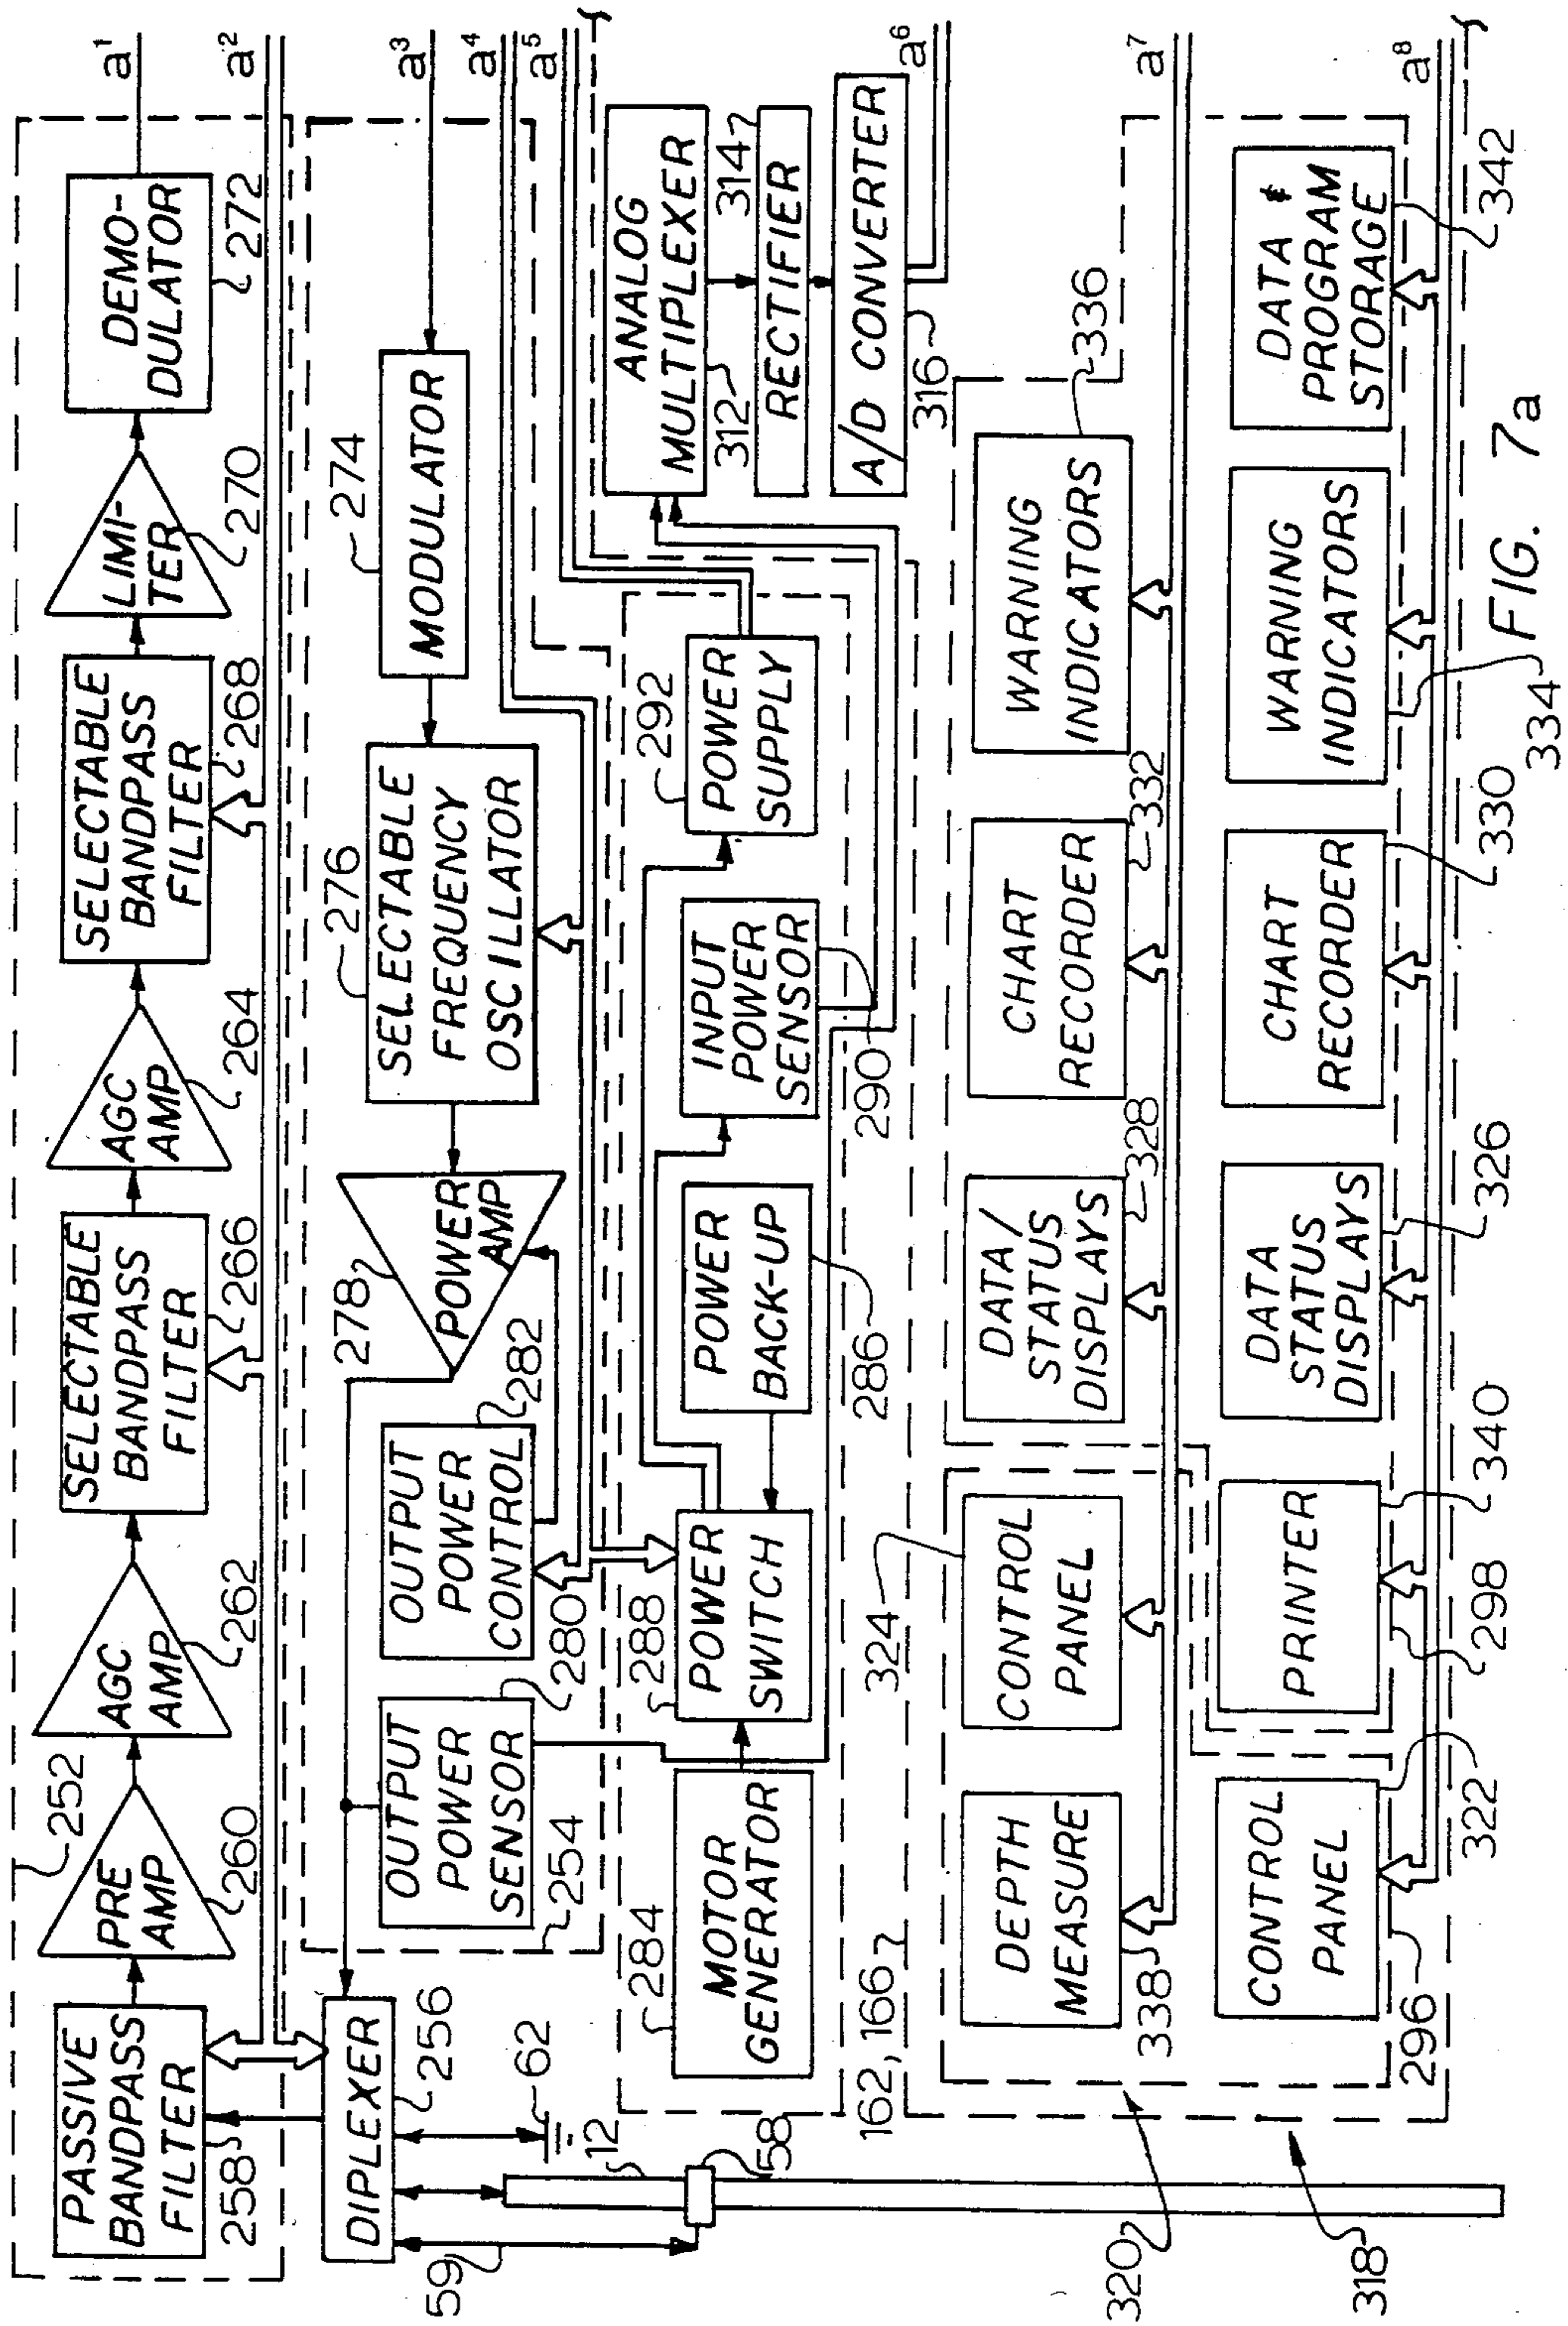 252
PASSIVE
BANDPASS
FILTER
258
PRE
AMP
260
AGC
AMP
262
SELECTABLE
BANDPASS
FILTER
266
AGC
AMP
264
SELECTABLE
BANDPASS
FILTER
268
LIMI-
TER
270
DEMO-
DULATOR
272
a¹
a²
DIPLEXER
256
59
62
12
58
OUTPUT
POWER
SENSOR
254
280
OUTPUT
POWER
CONTROL
282
278
POWER
AMP
276
SELECTABLE
FREQUENCY
OSCILLATOR
274
MODULATOR
a³
a⁴
a⁵
284
MOTOR
GENERATOR
288
POWER
SWITCH
POWER
BACK-UP
286
INPUT
POWER
SENSOR
290
292
POWER
SUPPLY
ANALOG
MULTIPLEXER
312
314
RECTIFIER
A/D CONVERTER
316
a⁶
162, 166
324
DEPTH
MEASURE
338
CONTROL
PANEL
DATA/
STATUS
DISPLAYS
328
CHART
RECORDER
332
WARNING
INDICATORS
336
a⁷
320
318
CONTROL
PANEL
296
322
PRINTER
298
340
DATA
STATUS
DISPLAYS
326
CHART
RECORDER
330
WARNING
INDICATORS
334
DATA &
PROGRAM
STORAGE
342
a⁸
FIG. 7a